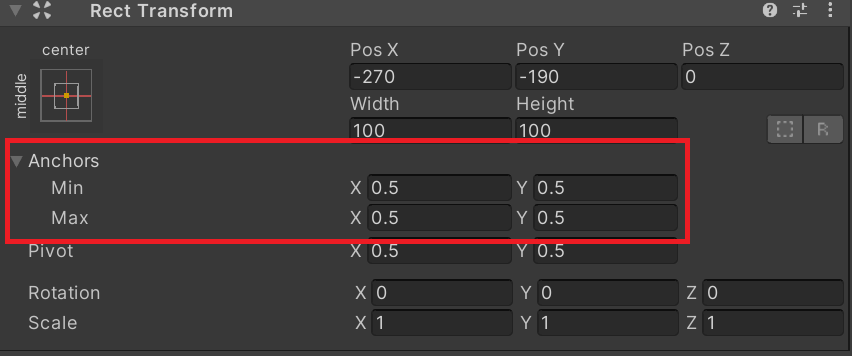 Rect Transform
center
middle
Pos X Pos Y Pos Z
-270 -190 0
Width Height
100 100
R
Anchors
Min X 0.5 Y 0.5
Max X 0.5 Y 0.5
Pivot X 0.5 Y 0.5
Rotation X 0 Y 0 Z 0
Scale X 1 Y 1 Z 1